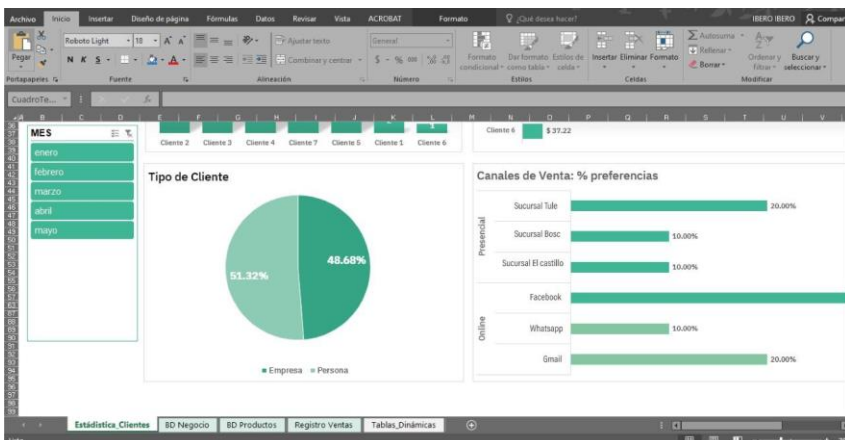 Archivo Inicio Insertar Diseño de página Fórmulas Datos Revisar Vista ACROBAT Formato ¿Qué desea hacer? IBERO IBERO Compar
Roboto Light 18 A A Ajustar texto General Autosuma
Rellenar
Pegar N K S A Combinar y centrar $ - % 000 Formato Dar formato Estilos de Insertar Eliminar Formato Borrar Ordenar y Buscar y
condicional como tabla celda filtrar seleccionar
Portapapeles Fuente Alineación Número Estilos Celdas Modificar
CuadroTe... fx
B C D E F G H I J K L M N O P Q R S T U V
MES
enero
febrero
marzo
abril
mayo
Cliente 2 Cliente 3 Cliente 4 Cliente 7 Cliente 5 Cliente 1 Cliente 6
1
Cliente 6 $ 37.22
Tipo de Cliente
48.68%
51.32%
Empresa Persona
Canales de Venta: % preferencias
Presencial
Sucursal Tule 20.00%
Sucursal Bosc 10.00%
Sucursal El castillo 10.00%
Online
Facebook
Whatsapp 10.00%
Gmail 20.00%
Estádistica_Clientes BD Negocio BD Productos Registro Ventas Tablas_Dinámicas